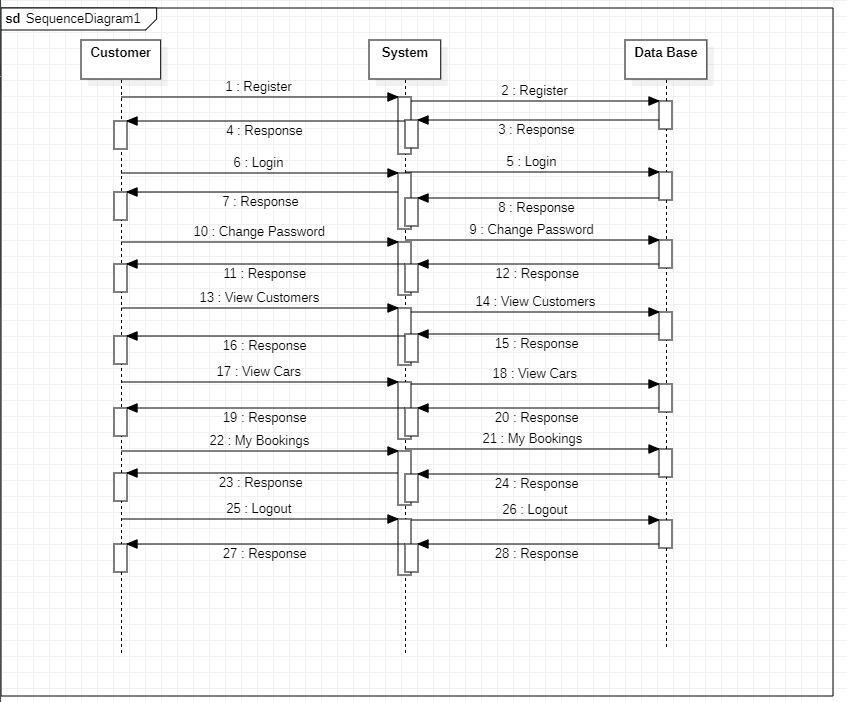 sd SequenceDiagram1
Customer
System
Data Base
1 : Register
2 : Register
4 : Response
3 : Response
6 : Login
5 : Login
7 : Response
8 : Response
10 : Change Password
9 : Change Password
11 : Response
12 : Response
13 : View Customers
14 : View Customers
16 : Response
15 : Response
17 : View Cars
18 : View Cars
19 : Response
20 : Response
22 : My Bookings
21 : My Bookings
23 : Response
24 : Response
25 : Logout
26 : Logout
27 : Response
28 : Response